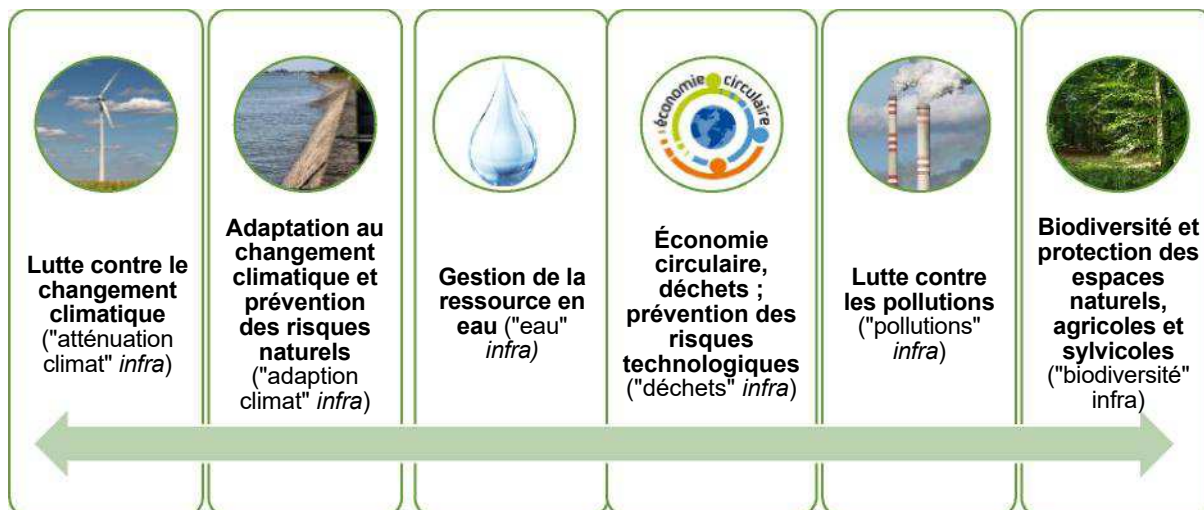 Lutte contre le
changement
climatique
("atténuation
climat" infra)
Adaptation au
changement
climatique et
prévention
des risques
naturels
("adaption
climat" infra)
Gestion de la
ressource en
eau ("eau"
infra)
économie circulaire
Économie
circulaire,
déchets ;
prévention des
risques
technologiques
("déchets" infra)
Lutte contre
les pollutions
("pollutions"
infra)
Biodiversité et
protection des
espaces
naturels,
agricoles et
sylvicoles
("biodiversité"
infra)